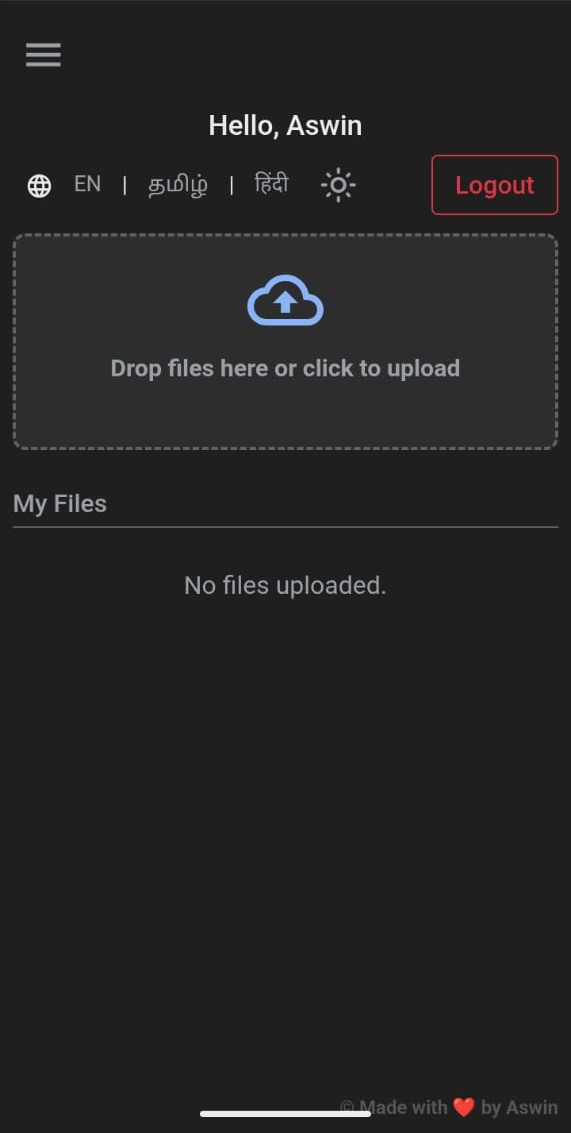 Hello, Aswin
EN | தமிழ் | हिंदी
Logout
Drop files here or click to upload
My Files
No files uploaded.
© Made with ❤️ by Aswin